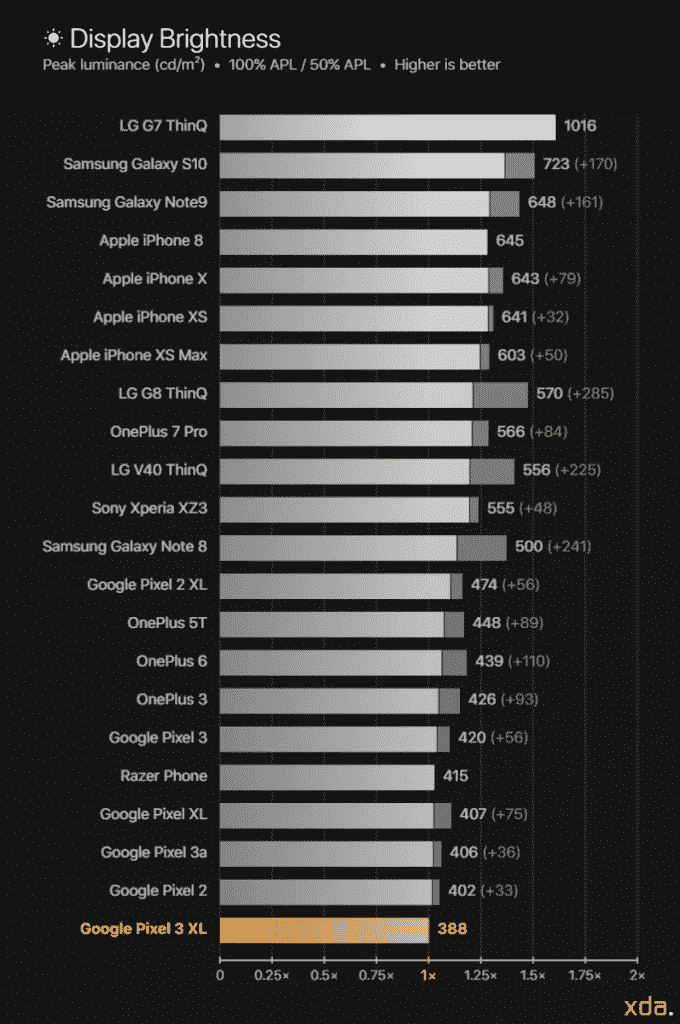 Display Brightness
Peak luminance (cd/m²) • 100% APL / 50% APL • Higher is better
LG G7 ThinQ 1016
Samsung Galaxy S10 723 (+170)
Samsung Galaxy Note9 648 (+161)
Apple iPhone 8 645
Apple iPhone X 643 (+79)
Apple iPhone XS 641 (+32)
Apple iPhone XS Max 603 (+50)
LG G8 ThinQ 570 (+285)
OnePlus 7 Pro 566 (+84)
LG V40 ThinQ 556 (+225)
Sony Xperia XZ3 555 (+48)
Samsung Galaxy Note 8 500 (+241)
Google Pixel 2 XL 474 (+56)
OnePlus 5T 448 (+89)
OnePlus 6 439 (+110)
OnePlus 3 426 (+93)
Google Pixel 3 420 (+56)
Razer Phone 415
Google Pixel XL 407 (+75)
Google Pixel 3a 406 (+36)
Google Pixel 2 402 (+33)
Google Pixel 3 XL 388
0 0.25× 0.5× 0.75× 1× 1.25× 1.5× 1.75× 2×
xda.